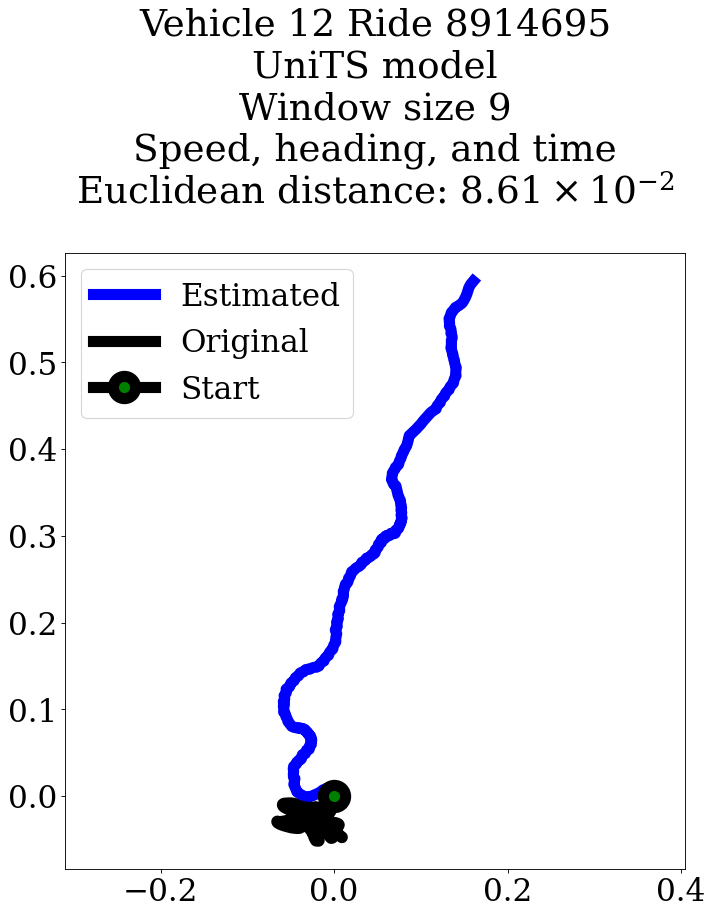 Vehicle 12 Ride 8914695
UniTS model
Window size 9
Speed, heading, and time
Euclidean distance: 8.61 × 10⁻²
Estimated
Original
Start
0.6
0.5
0.4
0.3
0.2
0.1
0.0
−0.2 0.0 0.2 0.4